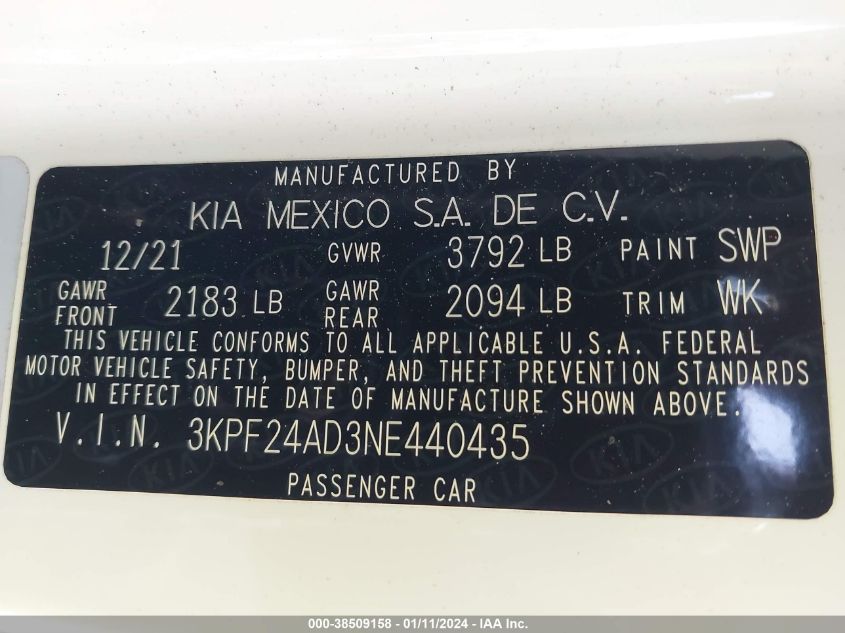 MANUFACTURED BY
KIA MEXICO S.A. DE C.V.
12/21 GVWR 3792 LB PAINT SWP
GAWR FRONT 2183 LB GAWR REAR 2094 LB TRIM WK
THIS VEHICLE CONFORMS TO ALL APPLICABLE U.S.A. FEDERAL
MOTOR VEHICLE SAFETY, BUMPER, AND THEFT PREVENTION STANDARDS
IN EFFECT ON THE DATE OF MANUFACTURE SHOWN ABOVE.
V.I.N. 3KPF24AD3NE440435
PASSENGER CAR
000-38509158 - 01/11/2024 - IAA Inc.